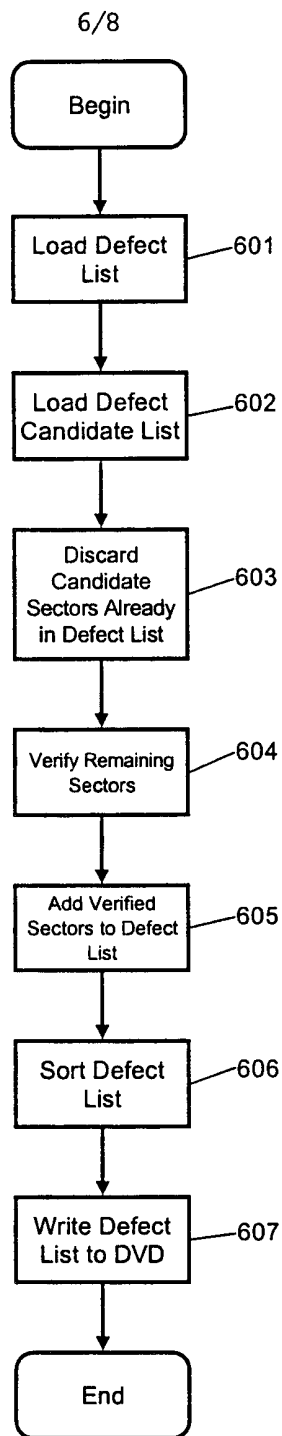 6/8
Begin
Load Defect
List
601
Load Defect
Candidate List
602
Discard
Candidate
Sectors Already
in Defect List
603
Verify Remaining
Sectors
604
Add Verified
Sectors to Defect
List
605
Sort Defect
List
606
Write Defect
List to DVD
607
End